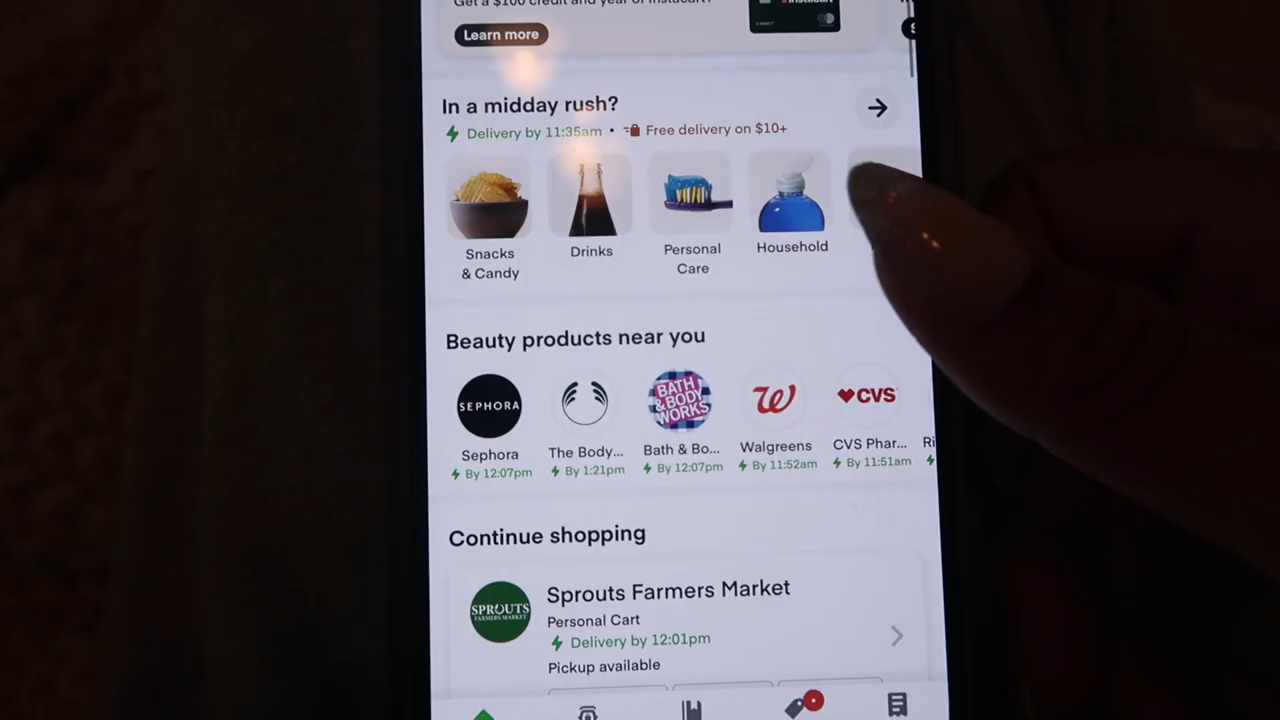 Get a $100 credit and year of Instacart+
Learn more
In a midday rush?
Delivery by 11:35am • Free delivery on $10+
Snacks
& Candy
Drinks
Personal
Care
Household
Beauty products near you
SEPHORA
BATH
& BODY
WORKS
CVS
Sephora
The Body...
Bath & Bo...
Walgreens
CVS Phar...
Ri
By 12:07pm
By 1:21pm
By 12:07pm
By 11:52am
By 11:51am
Continue shopping
SPROUTS
FARMERS MARKET
Sprouts Farmers Market
Personal Cart
Delivery by 12:01pm
Pickup available